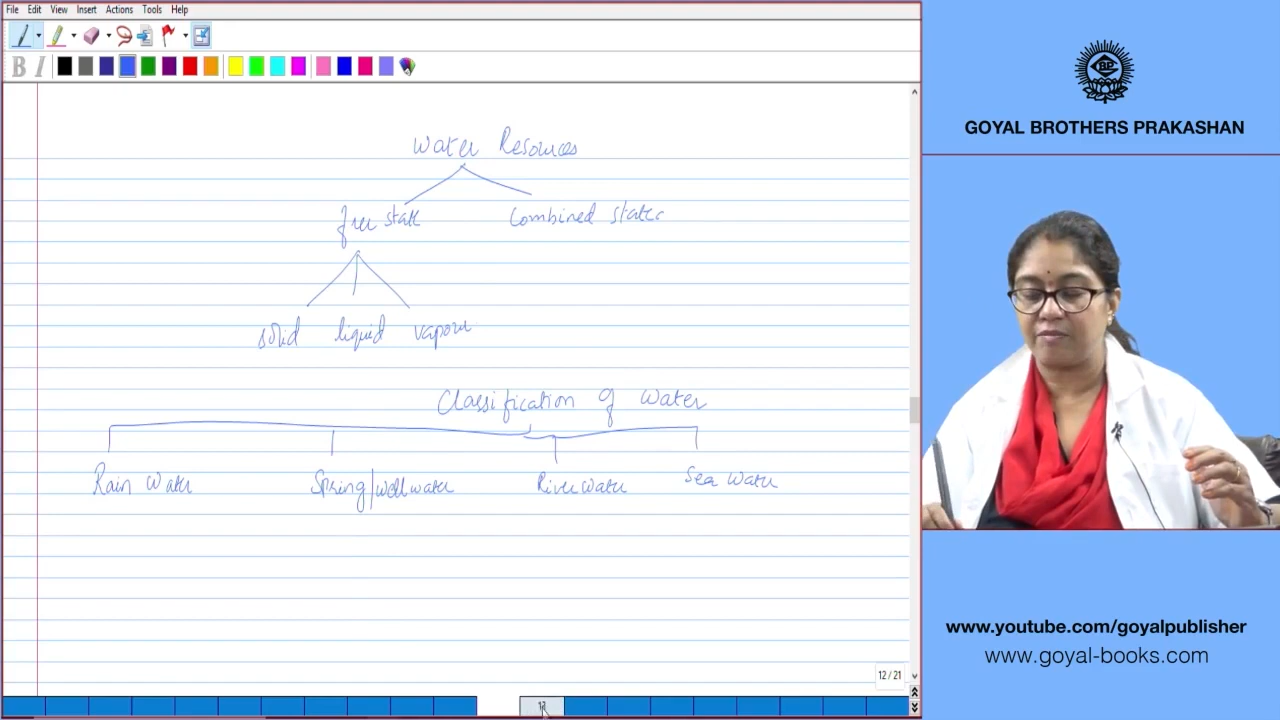 File Edit View Insert Actions Tools Help
B I
GOYAL BROTHERS PRAKASHAN
Water Resources
free state Combined states
solid liquid vapour
Classification of Water
Rain Water Spring/well water River Water Sea Water
www.youtube.com/goyalpublisher
www.goyal-books.com
12 / 21